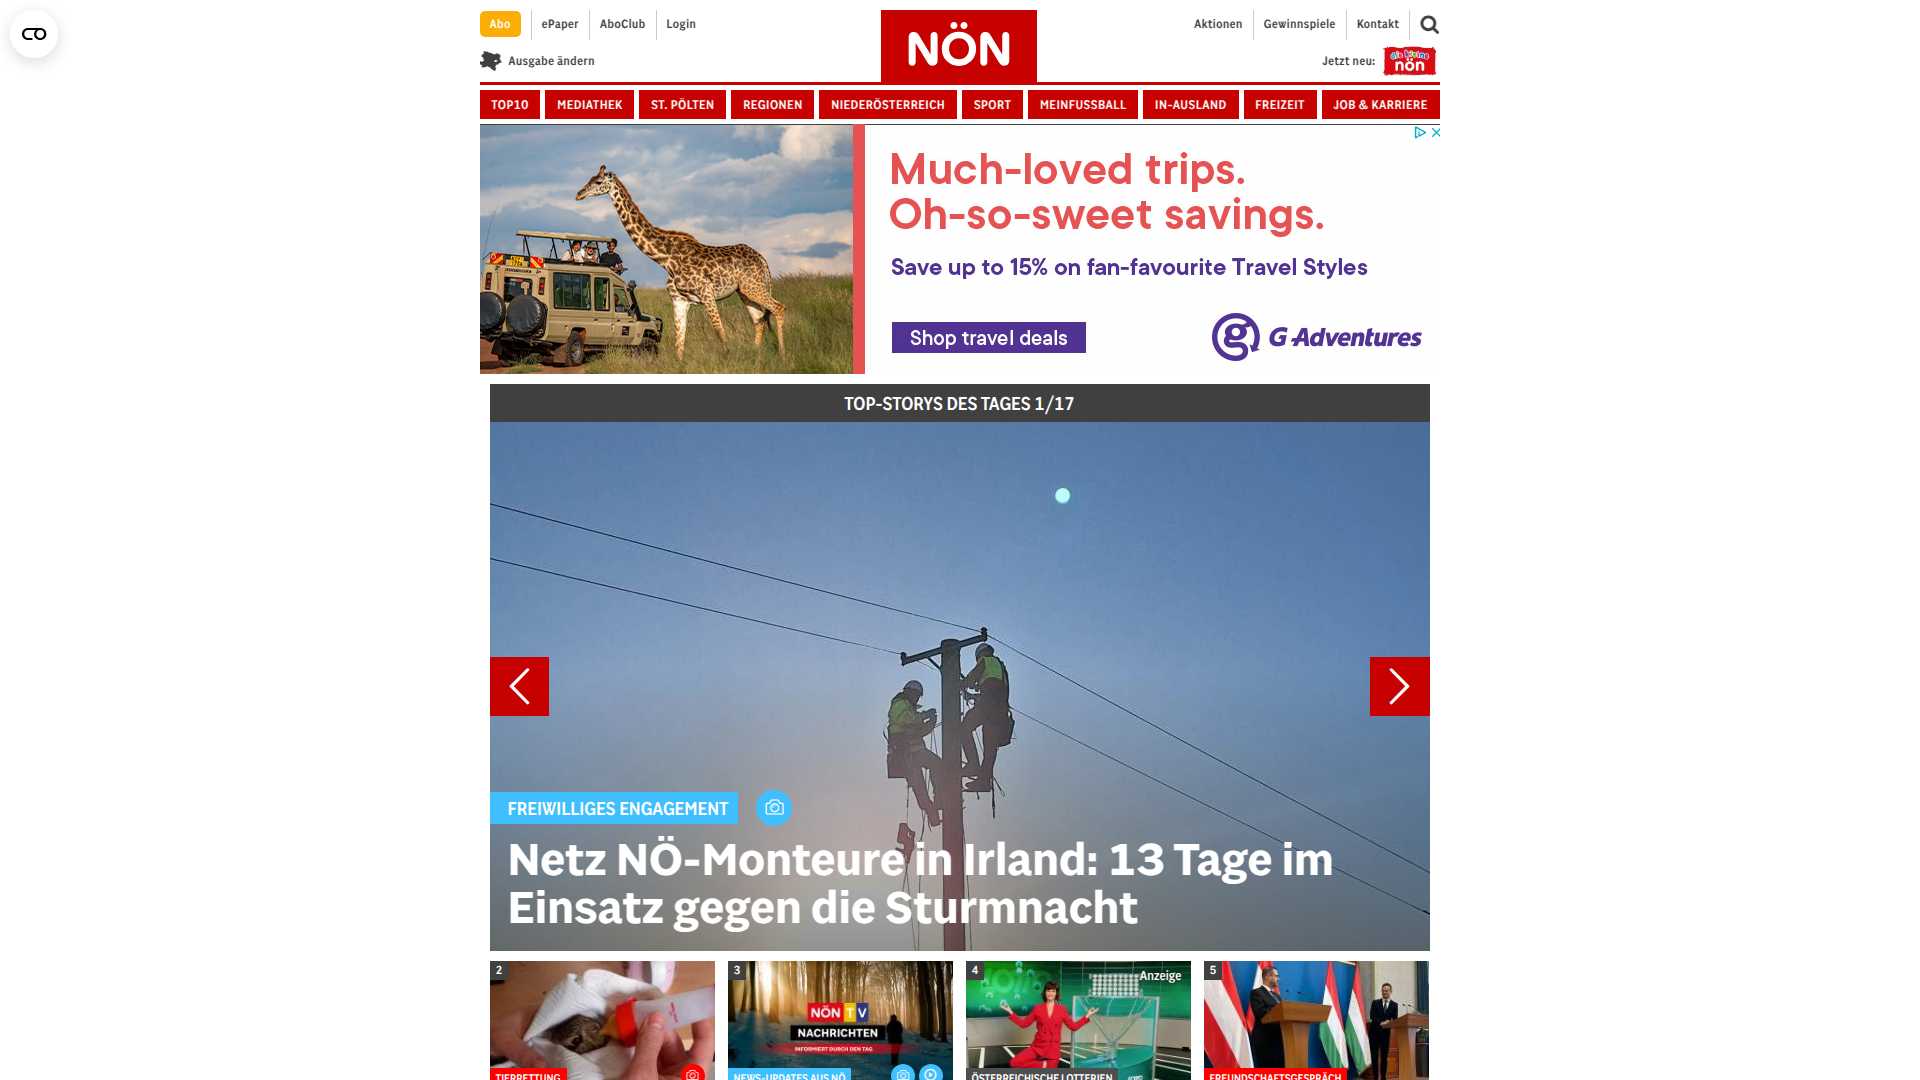 Abo
ePaper
AboClub
Login
NÖN
Aktionen
Gewinnspiele
Kontakt
Ausgabe ändern
Jetzt neu:
die kleine
nön
TOP10
MEDIATHEK
ST. PÖLTEN
REGIONEN
NIEDERÖSTERREICH
SPORT
MEINFUSSBALL
IN-AUSLAND
FREIZEIT
JOB & KARRIERE
Much-loved trips.
Oh-so-sweet savings.
Save up to 15% on fan-favourite Travel Styles
Shop travel deals
G Adventures
TOP-STORYS DES TAGES 1/17
FREIWILLIGES ENGAGEMENT
Netz NÖ-Monteure in Irland: 13 Tage im
Einsatz gegen die Sturmnacht
2
TIERRETTUNG
3
NÖN TV
NACHRICHTEN
INFORMIERT DURCH DEN TAG
NEWS-UPDATES AUS NÖ
4
Anzeige
ÖSTERREICHISCHE LOTTERIEN
5
FREUNDSCHAFTSGESPRÄCH